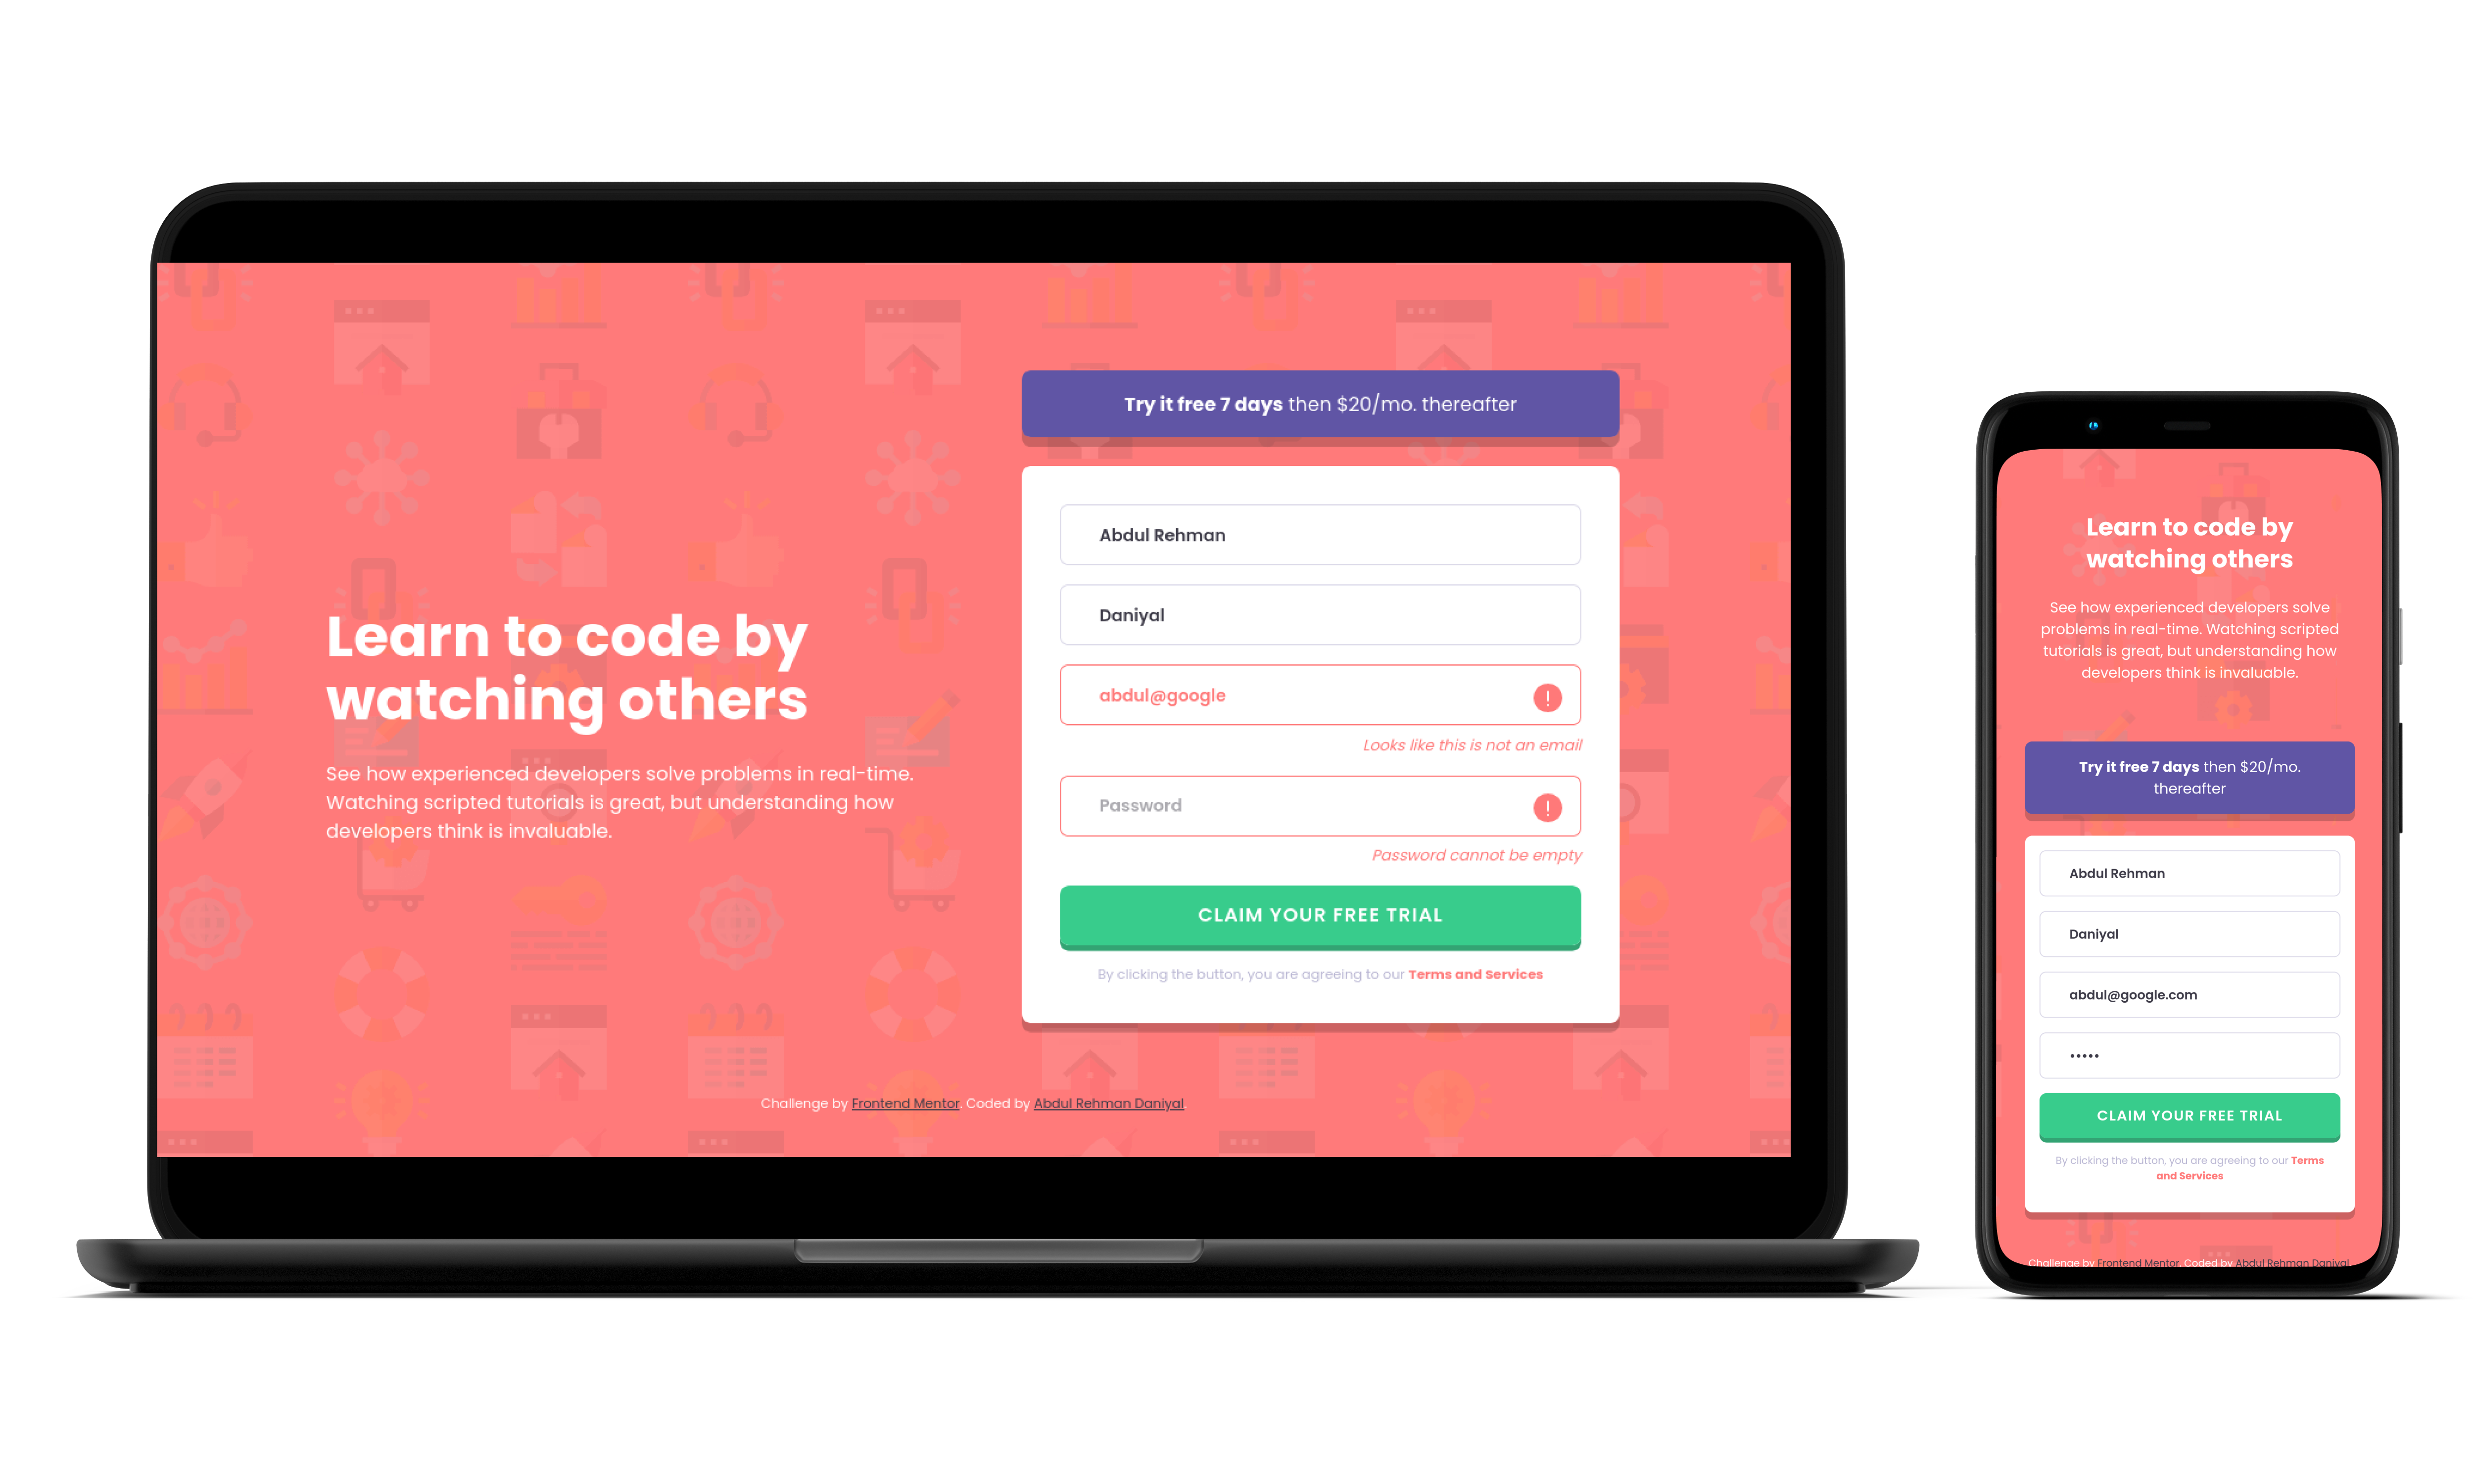 Learn to code by
watching others
See how experienced developers solve problems in real-time.
Watching scripted tutorials is great, but understanding how
developers think is invaluable.
Try it free 7 days then $20/mo. thereafter
Abdul Rehman
Daniyal
abdul@google
Looks like this is not an email
Password
Password cannot be empty
CLAIM YOUR FREE TRIAL
By clicking the button, you are agreeing to our Terms and Services
Challenge by Frontend Mentor. Coded by Abdul Rehman Daniyal
Learn to code by
watching others
See how experienced developers solve
problems in real-time. Watching scripted
tutorials is great, but understanding how
developers think is invaluable.
Try it free 7 days then $20/mo.
thereafter
Abdul Rehman
Daniyal
abdul@google.com
•••••
CLAIM YOUR FREE TRIAL
By clicking the button, you are agreeing to our Terms
and Services
Challenge by Frontend Mentor. Coded by Abdul Rehman Daniyal